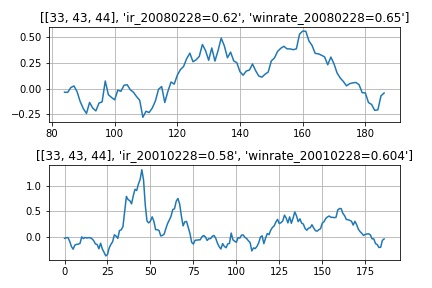 [[33, 43, 44], 'ir_20080228=0.62', 'winrate_20080228=0.65']
0.50
0.25
0.00
−0.25
80 100 120 140 160 180
[[33, 43, 44], 'ir_20010228=0.58', 'winrate_20010228=0.604']
1.0
0.5
0.0
0 25 50 75 100 125 150 175